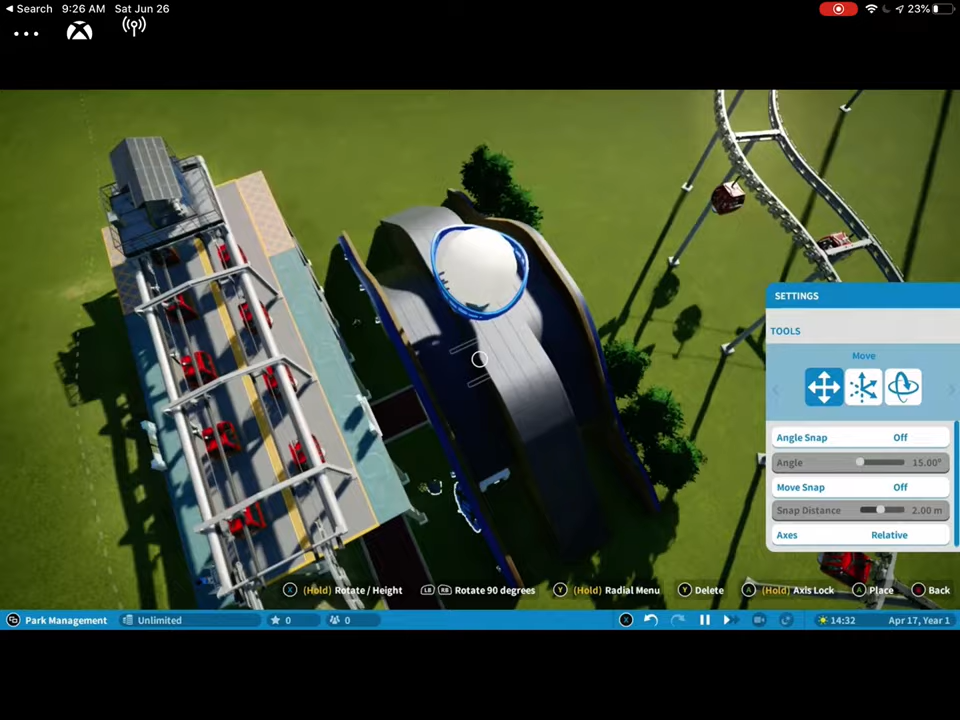 Search 9:26 AM Sat Jun 26 23%
SETTINGS
TOOLS
Move
Angle Snap Off
Angle 15.00°
Move Snap Off
Snap Distance 2.00 m
Axes Relative
X (Hold) Rotate / Height LB RB Rotate 90 degrees Y (Hold) Radial Menu Y Delete A (Hold) Axis Lock A Place B Back
Park Management Unlimited 0 0 X 14:32 Apr 17, Year 1